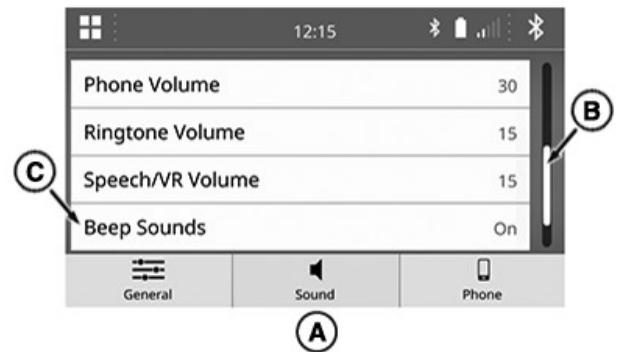 12:15
Phone Volume 30
Ringtone Volume 15
B
Speech/VR Volume 15
C
Beep Sounds On
General Sound Phone
A